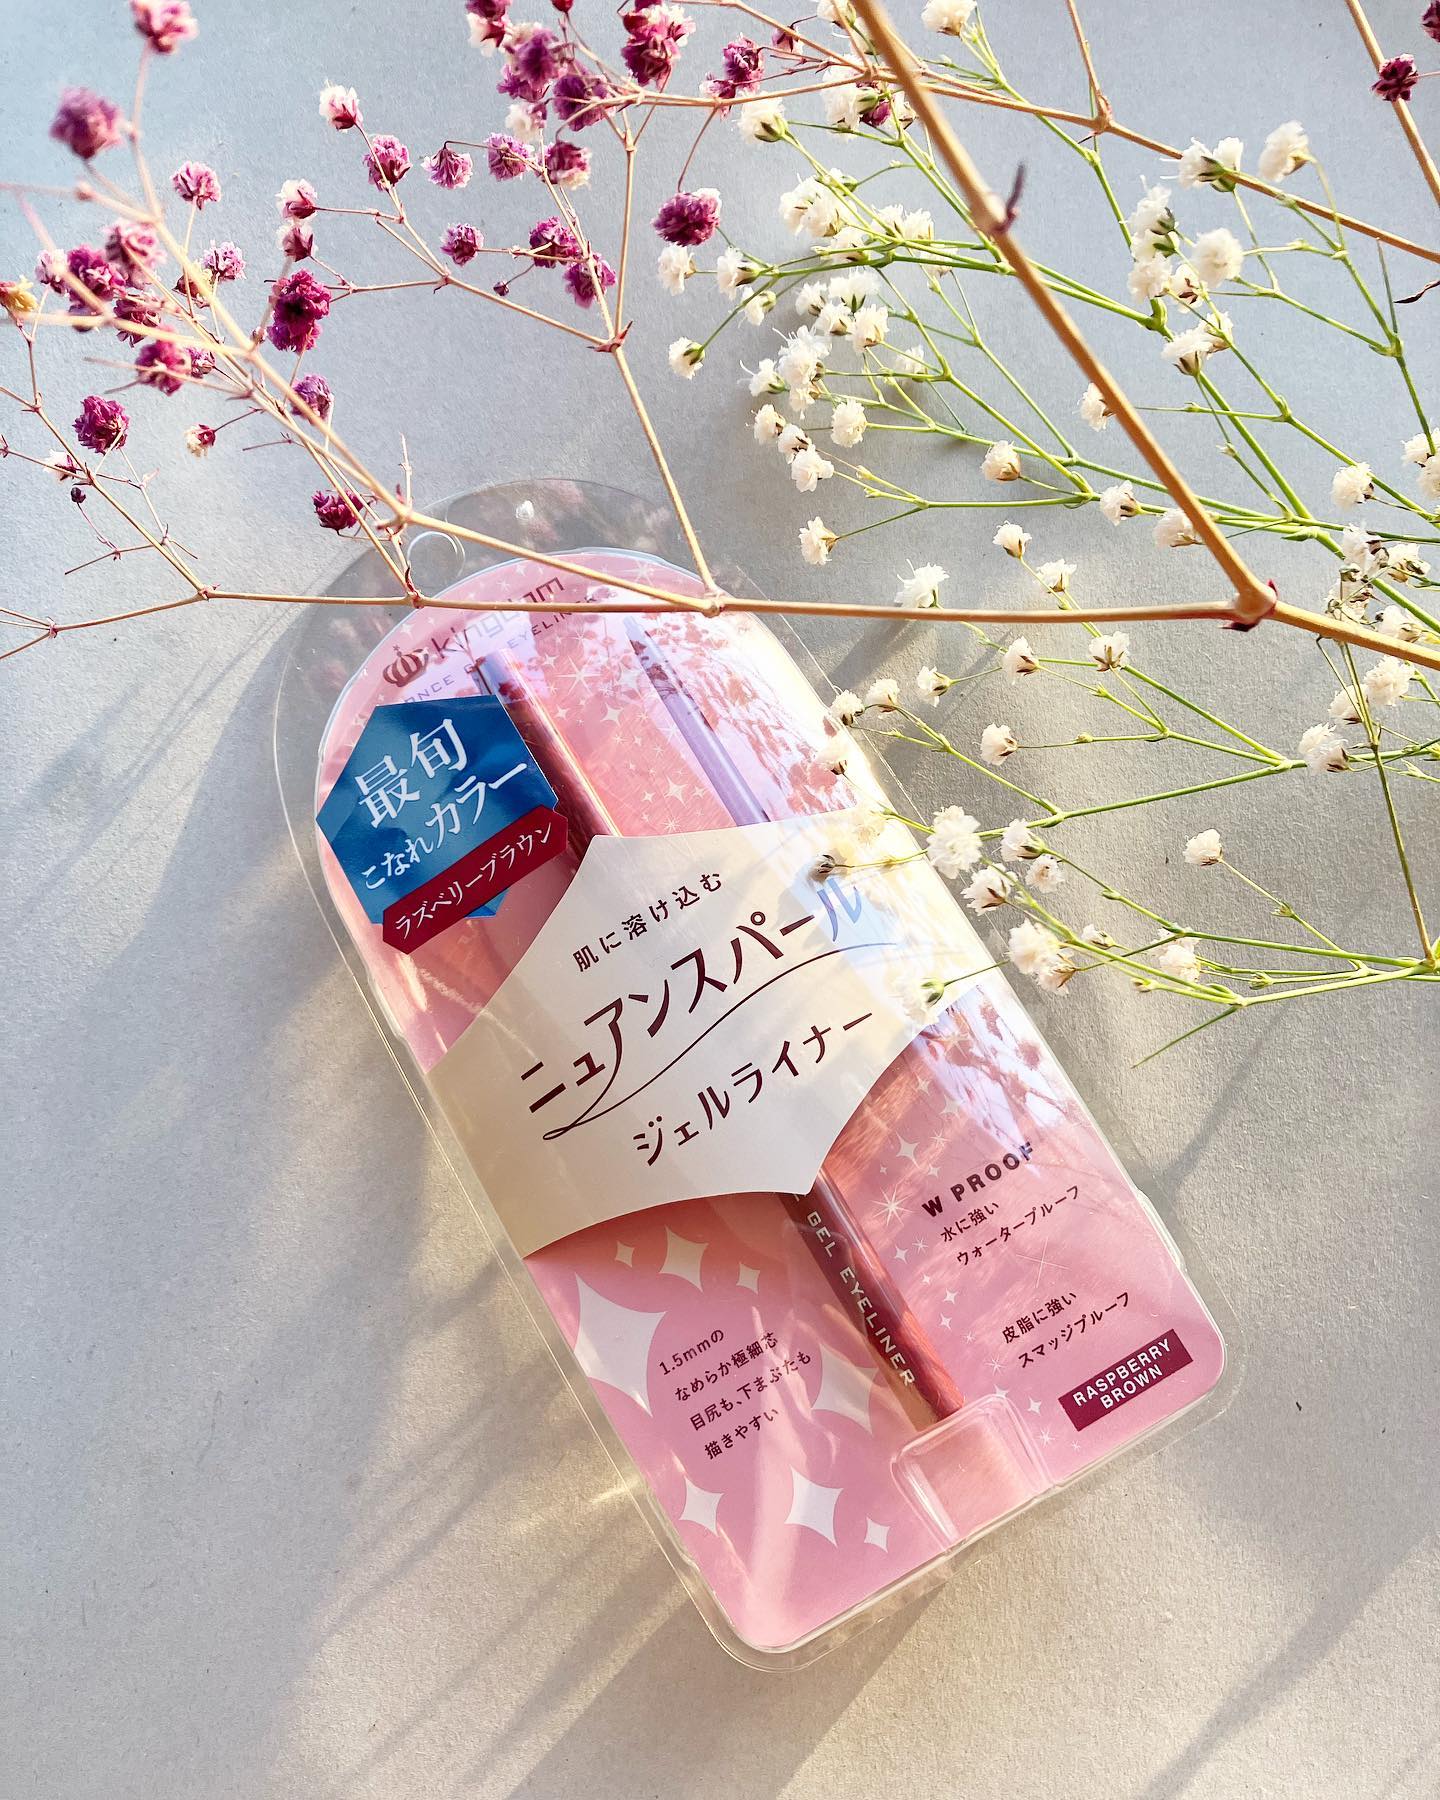 最旬
こなれカラー
ラズベリーブラウン
肌に溶け込む
ニュアンスパール
ジェルライナー
GEL EYELINER
W PROOF
水に強い
ウォータープルーフ
×
皮脂に強い
スマッジプルーフ
1.5mmの
なめらか極細芯
目尻も、下まぶたも
描きやすい
RASPBERRY
BROWN